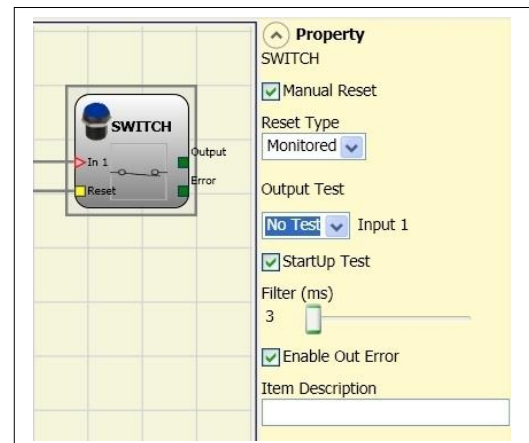 SWITCH
In 1
Reset
Output
Error
Property
SWITCH
Manual Reset
Reset Type
Monitored
Output Test
No Test Input 1
StartUp Test
Filter (ms)
3
Enable Out Error
Item Description